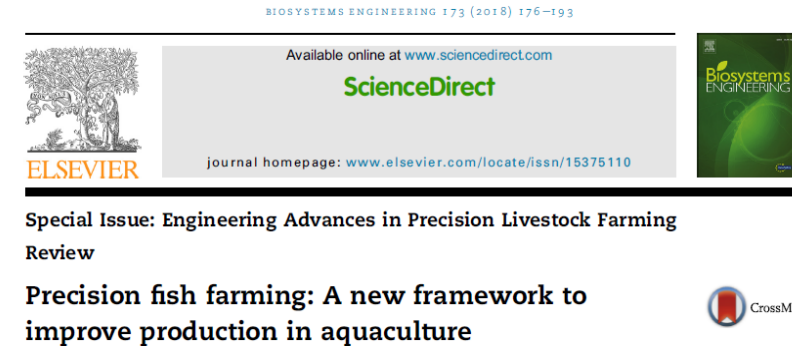 BIOSYSTEMS ENGINEERING 173 (2018) 176–193
Available online at www.sciencedirect.com
ScienceDirect
journal homepage: www.elsevier.com/locate/issn/15375110
ELSEVIER
Biosystems
ENGINEERING
Special Issue: Engineering Advances in Precision Livestock Farming
Review
Precision fish farming: A new framework to
improve production in aquaculture
CrossM